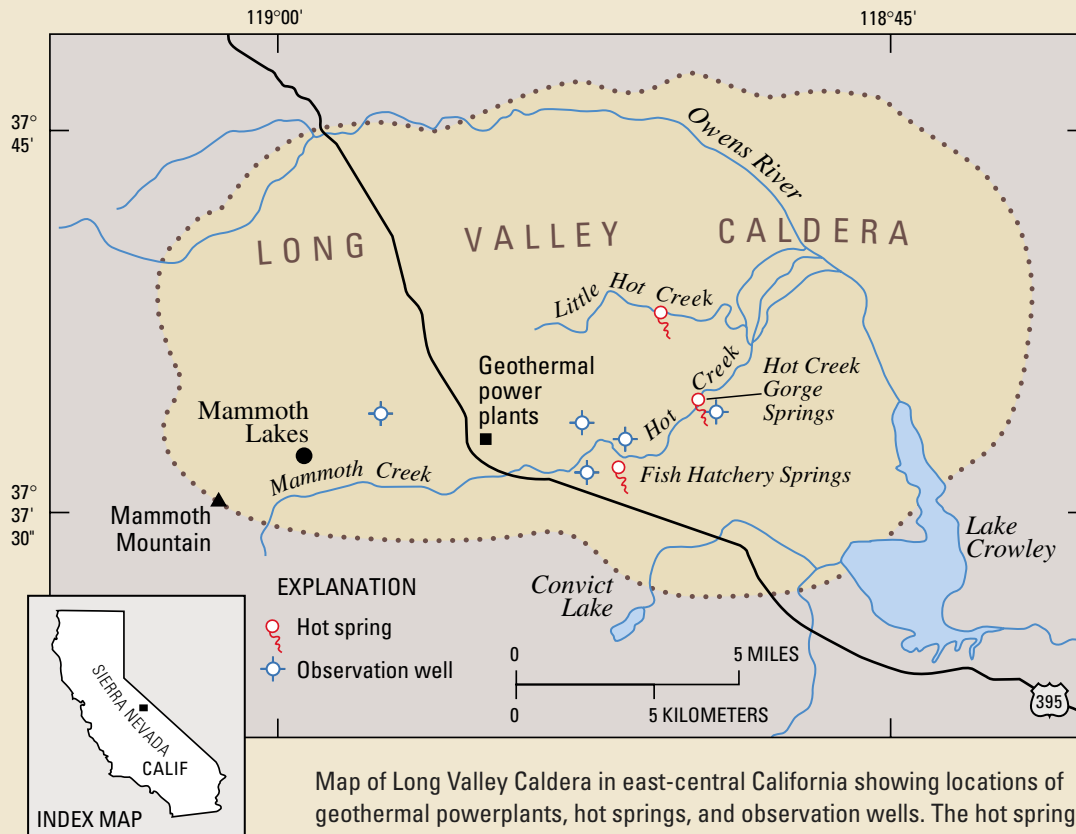 119°00'
118°45'
37°
45'
Owens River
LONG VALLEY CALDERA
Little Hot Creek
Geothermal
power
plants
Hot Creek
Hot Creek
Gorge
Springs
Mammoth
Lakes
Mammoth Creek
Fish Hatchery Springs
37°
37'
30"
Mammoth
Mountain
Lake
Crowley
Convict
Lake
EXPLANATION
Hot spring
Observation well
0 5 MILES
0 5 KILOMETERS
395
SIERRA NEVADA
CALIF
INDEX MAP
Map of Long Valley Caldera in east-central California showing locations of
geothermal powerplants, hot springs, and observation wells. The hot spring